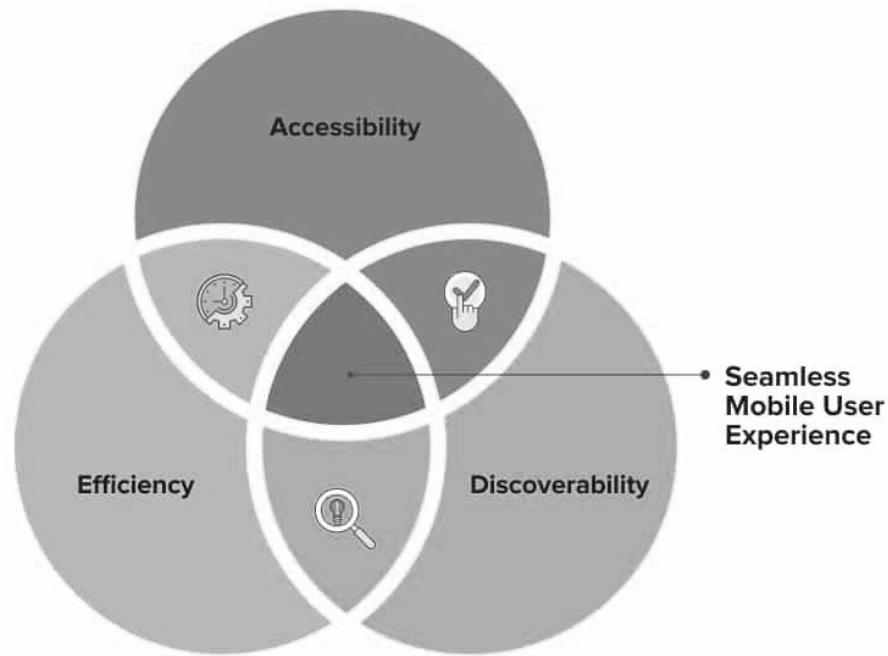 Accessibility
Efficiency
Discoverability
Seamless
Mobile User
Experience